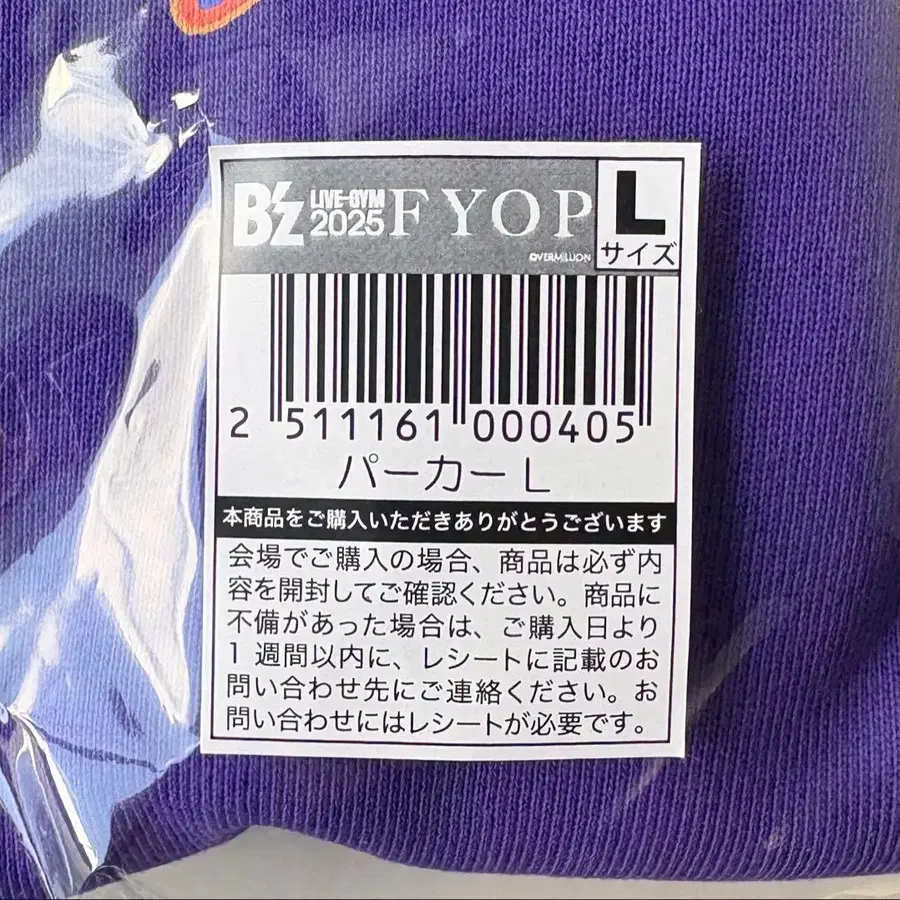 B'z LIVE-GYM 2025 FYOP L
©VERMILLION サイズ
2 511161 000405
パーカー L
本商品をご購入いただきありがとうございます
会場でご購入の場合、商品は必ず内
容を開封してご確認ください。商品に
不備があった場合は、ご購入日より
1 週間以内に、レシートに記載のお
問い合わせ先にご連絡ください。お
問い合わせにはレシートが必要です。